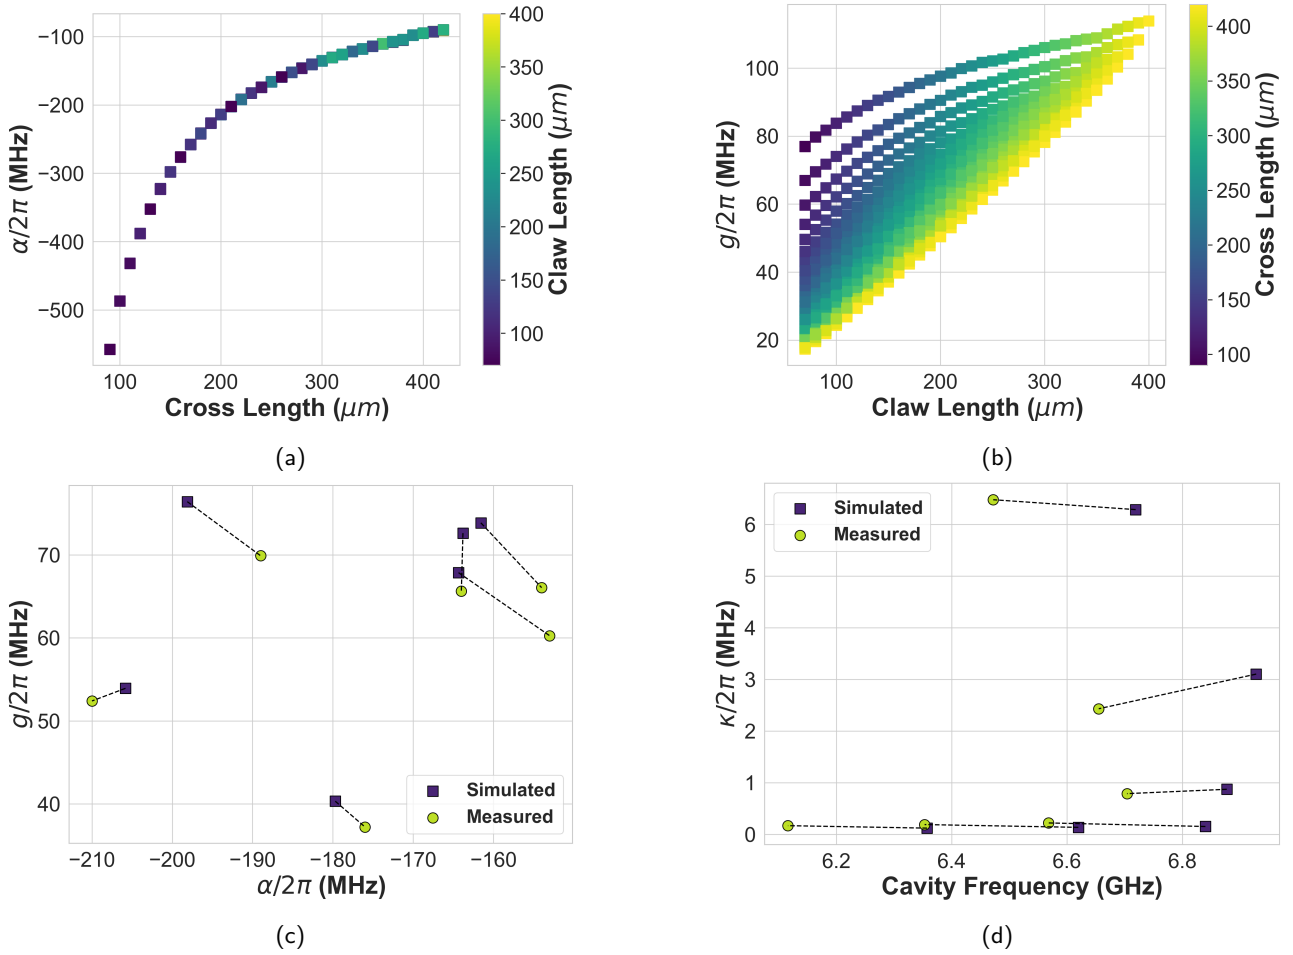 −100
−200
−300
−400
−500
100
200
300
400
α/2π (MHz)
Cross Length (μm)
400
350
300
250
200
150
100
Claw Length (μm)
(a)
100
80
60
40
20
100
200
300
400
g/2π (MHz)
Claw Length (μm)
400
350
300
250
200
150
100
Cross Length (μm)
(b)
70
60
50
40
−210
−200
−190
−180
−170
−160
g/2π (MHz)
α/2π (MHz)
Simulated
Measured
(c)
6
5
4
3
2
1
0
6.2
6.4
6.6
6.8
κ/2π (MHz)
Cavity Frequency (GHz)
Simulated
Measured
(d)